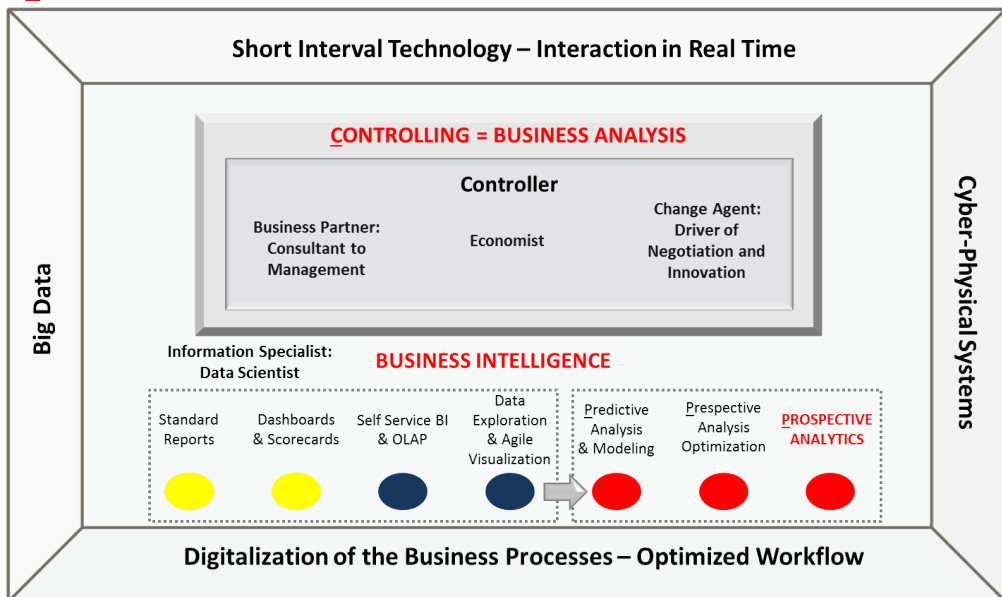 Short Interval Technology – Interaction in Real Time
Big Data
CONTROLLING = BUSINESS ANALYSIS
Controller
Business Partner:
Consultant to
Management
Economist
Change Agent:
Driver of
Negotiation and
Innovation
Cyber-Physical Systems
Information Specialist:
Data Scientist
BUSINESS INTELLIGENCE
Standard
Reports
Dashboards
& Scorecards
Self Service BI
& OLAP
Data
Exploration
& Agile
Visualization
Predictive
Analysis
& Modeling
Prespective
Analysis
Optimization
PROSPECTIVE
ANALYTICS
Digitalization of the Business Processes – Optimized Workflow